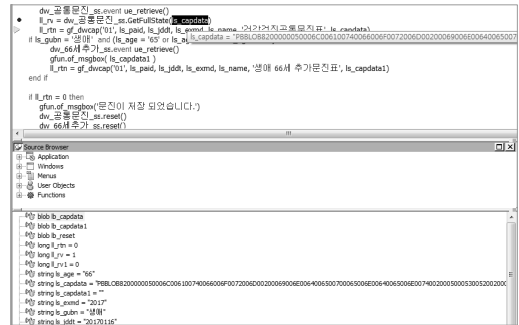 dw_공통문진_ss.event ue_retrieve()
ll_rv = dw_공통문진_ss.GetFullState(ls_capdata)
ll_rtn = gf_dwcap('01', ls_paid, ls_jddt, ls_exmd, ls_name, '건강검진공통문진표', ls_capdata)
ls_capdata = "PBBLOB820000000050006C006100740066006F0072006D00200069006E0064006500
if ls_gubn = '생애' and (ls_age = '65' or ls_a
dw_66세추가_ss.event ue_retrieve()
gfun.of_msgbox( ls_capdata1 )
ll_rtn = gf_dwcap('01', ls_paid, ls_jddt, ls_exmd, ls_name, '생애 66세 추가문진표', ls_capdata1)
end if
if ll_rtn = 0 then
gfun.of_msgbox('문진이 저장 되었습니다.')
dw_공통문진_ss.reset()
dw_66세추가_ss.reset()
Source Browser
Application
Windows
Menus
User Objects
Functions
blob lb_capdata
blob lb_capdata1
blob lb_reset
long ll_rtn = 0
long ll_rv = 1
long ll_rv1 = 0
string ls_age = "66"
string ls_capdata1 = ""
string ls_exmd = "2017"
string ls_gubn = "생애"
string ls_jddt = "20170116"